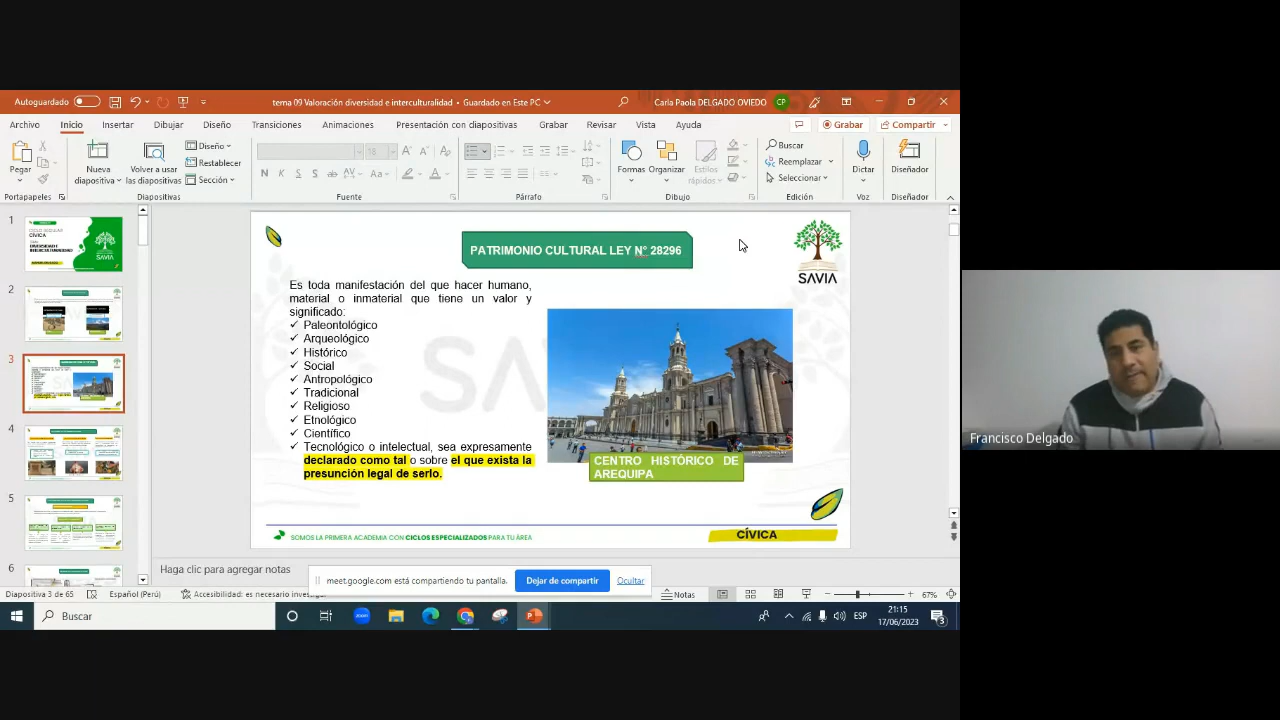 Autoguardado
tema 09 Valoración diversidad e interculturalidad • Guardado en Este PC
Carla Paola DELGADO OVIEDO
CP
Archivo
Inicio
Insertar
Dibujar
Diseño
Transiciones
Animaciones
Presentación con diapositivas
Grabar
Revisar
Vista
Ayuda
Grabar
Compartir
Pegar
Nueva diapositiva
Volver a usar las diapositivas
Diseño
Restablecer
Sección
Formas
Organizar
Estilos rápidos
Buscar
Reemplazar
Seleccionar
Dictar
Diseñador
Portapapeles
Diapositivas
Fuente
Párrafo
Dibujo
Edición
Voz
Diseñador
1
2
3
4
5
6
PATRIMONIO CULTURAL LEY N° 28296
SAVIA
Es toda manifestación del que hacer humano,
material o inmaterial que tiene un valor y
significado:
✓ Paleontológico
✓ Arqueológico
✓ Histórico
✓ Social
✓ Antropológico
✓ Tradicional
✓ Religioso
✓ Etnológico
✓ Científico
✓ Tecnológico o intelectual, sea expresamente
declarado como tal o sobre el que exista la
presunción legal de serlo.
CENTRO HISTÓRICO DE
AREQUIPA
SOMOS LA PRIMERA ACADEMIA CON CICLOS ESPECIALIZADOS PARA TU ÁREA
CÍVICA
Haga clic para agregar notas
meet.google.com está compartiendo tu pantalla.
Dejar de compartir
Ocultar
Diapositiva 3 de 65
Español (Perú)
Accesibilidad: es necesario
Notas
67%
Buscar
ESP
21:15
17/06/2023
3
Francisco Delgado